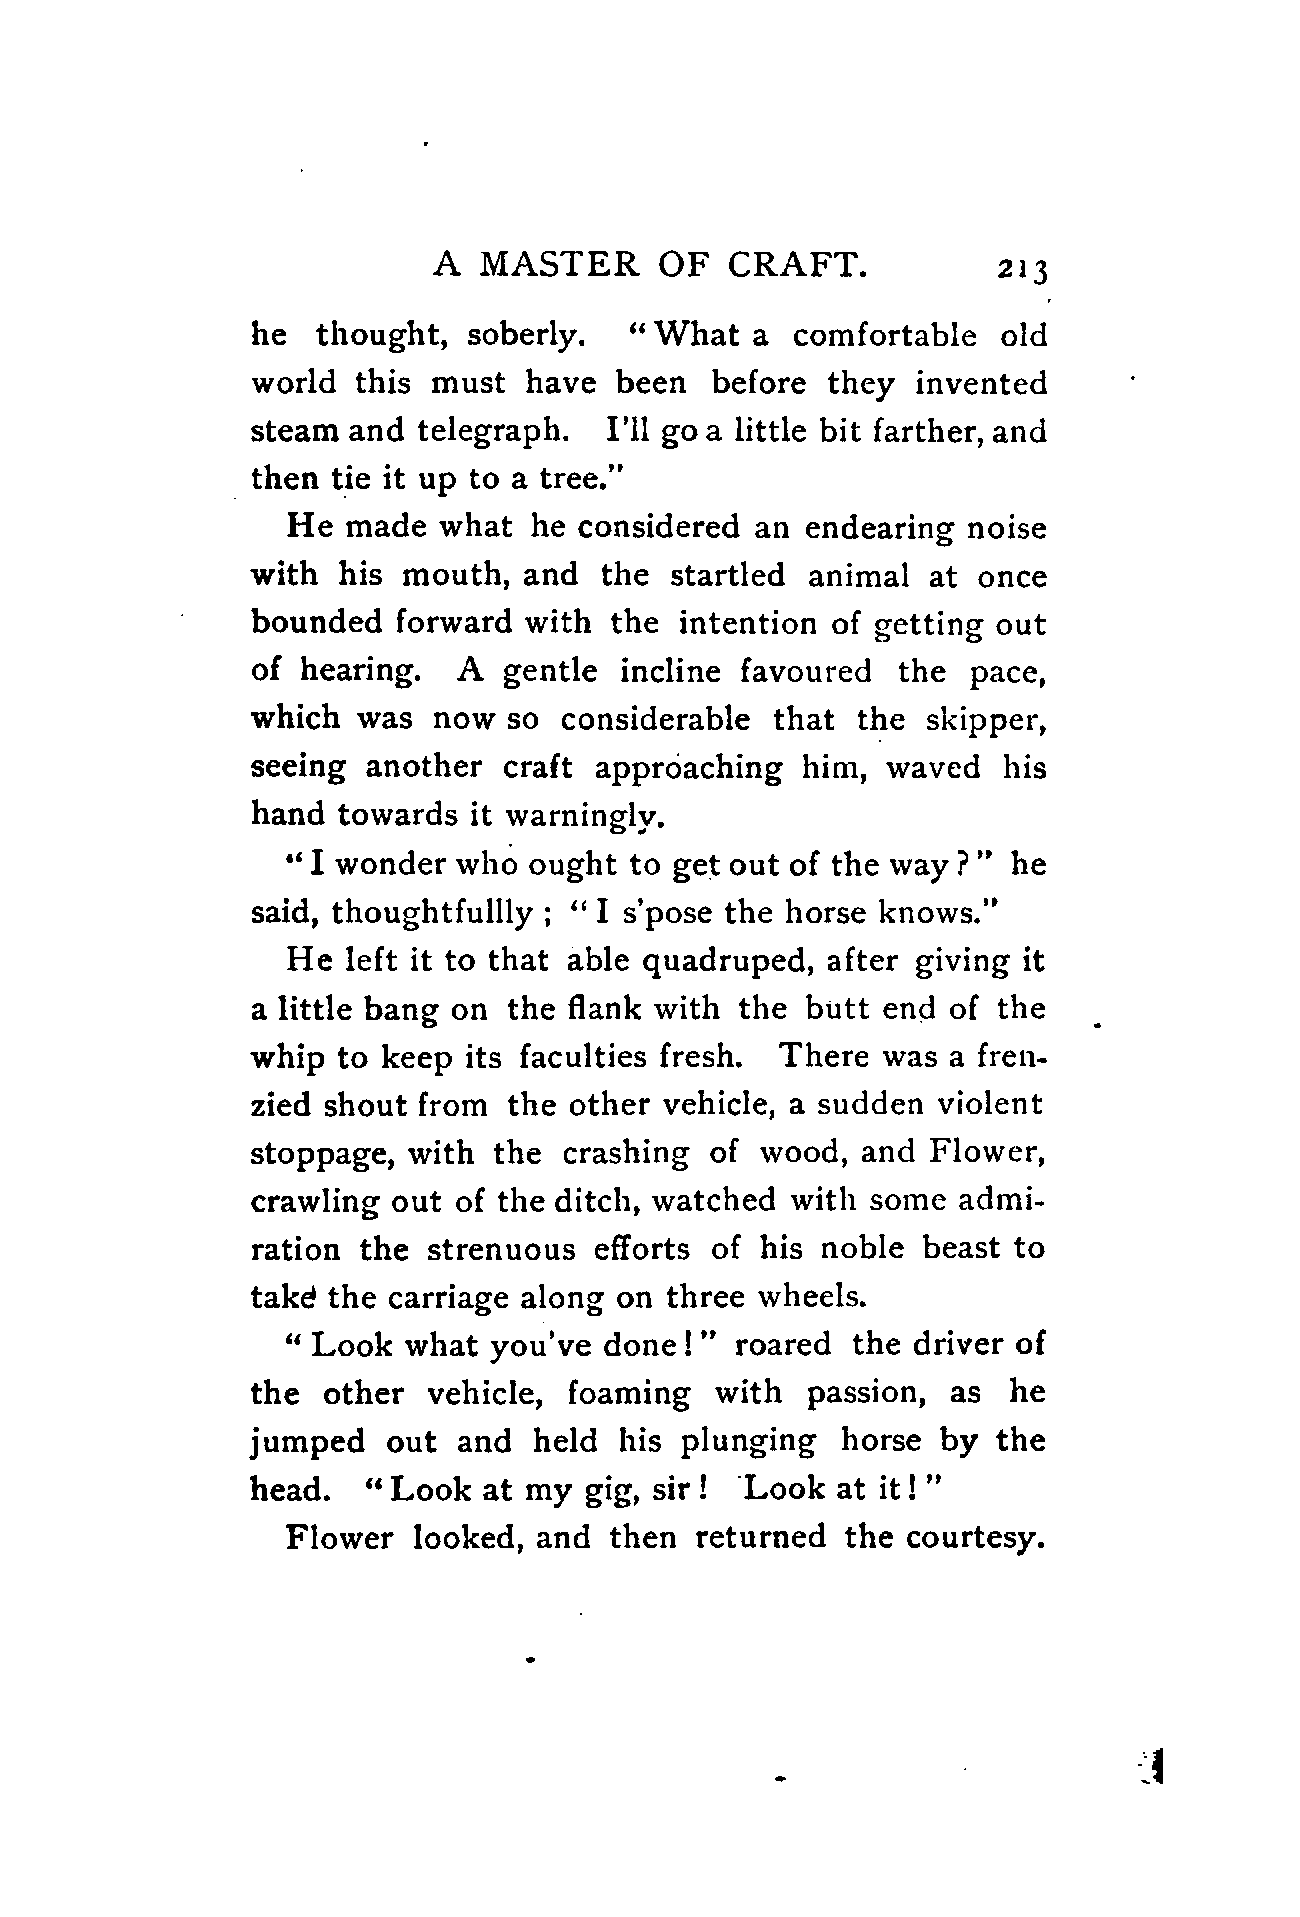 A MASTER OF CRAFT. 213
he thought, soberly. "What a comfortable old
world this must have been before they invented
steam and telegraph. I'll go a little bit farther, and
then tie it up to a tree."
He made what he considered an endearing noise
with his mouth, and the startled animal at once
bounded forward with the intention of getting out
of hearing. A gentle incline favoured the pace,
which was now so considerable that the skipper,
seeing another craft approaching him, waved his
hand towards it warningly.
"I wonder who ought to get out of the way?" he
said, thoughtfullly; "I s'pose the horse knows."
He left it to that able quadruped, after giving it
a little bang on the flank with the butt end of the
whip to keep its faculties fresh. There was a fren-
zied shout from the other vehicle, a sudden violent
stoppage, with the crashing of wood, and Flower,
crawling out of the ditch, watched with some admi-
ration the strenuous efforts of his noble beast to
take the carriage along on three wheels.
"Look what you've done!" roared the driver of
the other vehicle, foaming with passion, as he
jumped out and held his plunging horse by the
head. "Look at my gig, sir! Look at it!"
Flower looked, and then returned the courtesy.